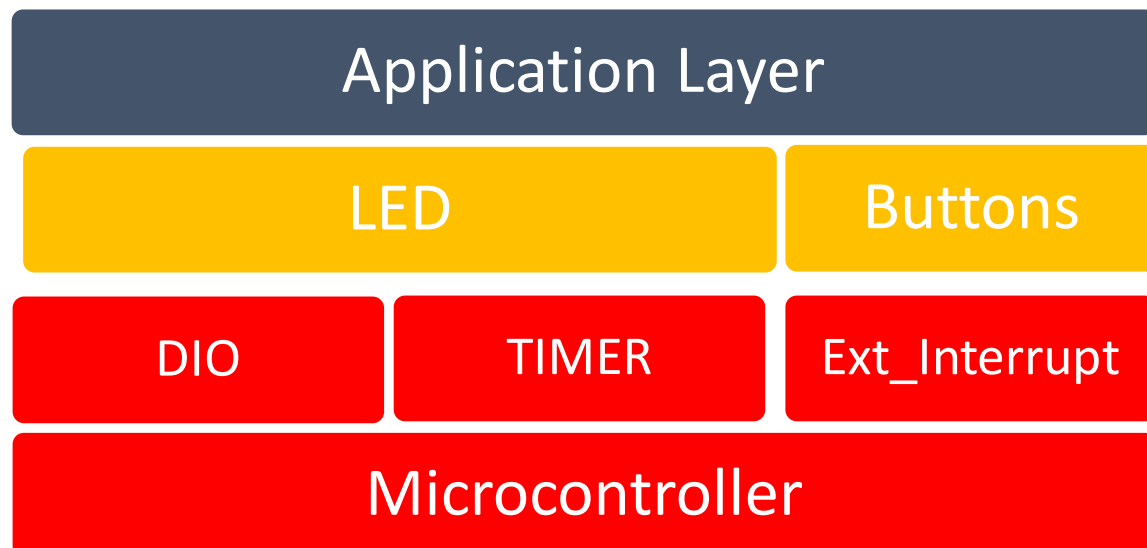 Application Layer
LED
Buttons
DIO
TIMER
Ext_Interrupt
Microcontroller